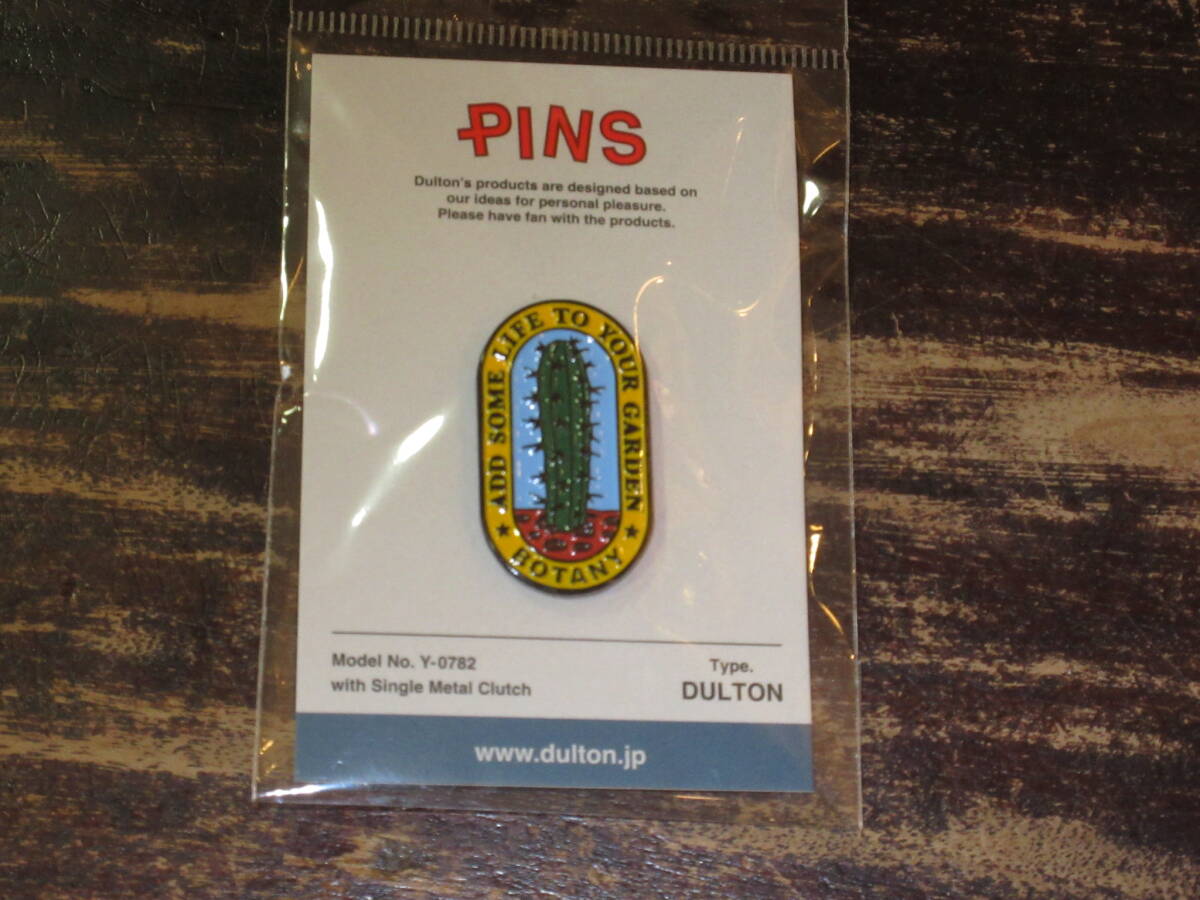 PINS
Dulton's products are designed based on
our ideas for personal pleasure.
Please have fan with the products.
ADD SOME LIFE TO YOUR GARDEN
★ BOTANY ★
Model No. Y-0782
with Single Metal Clutch
Type.
DULTON
www.dulton.jp